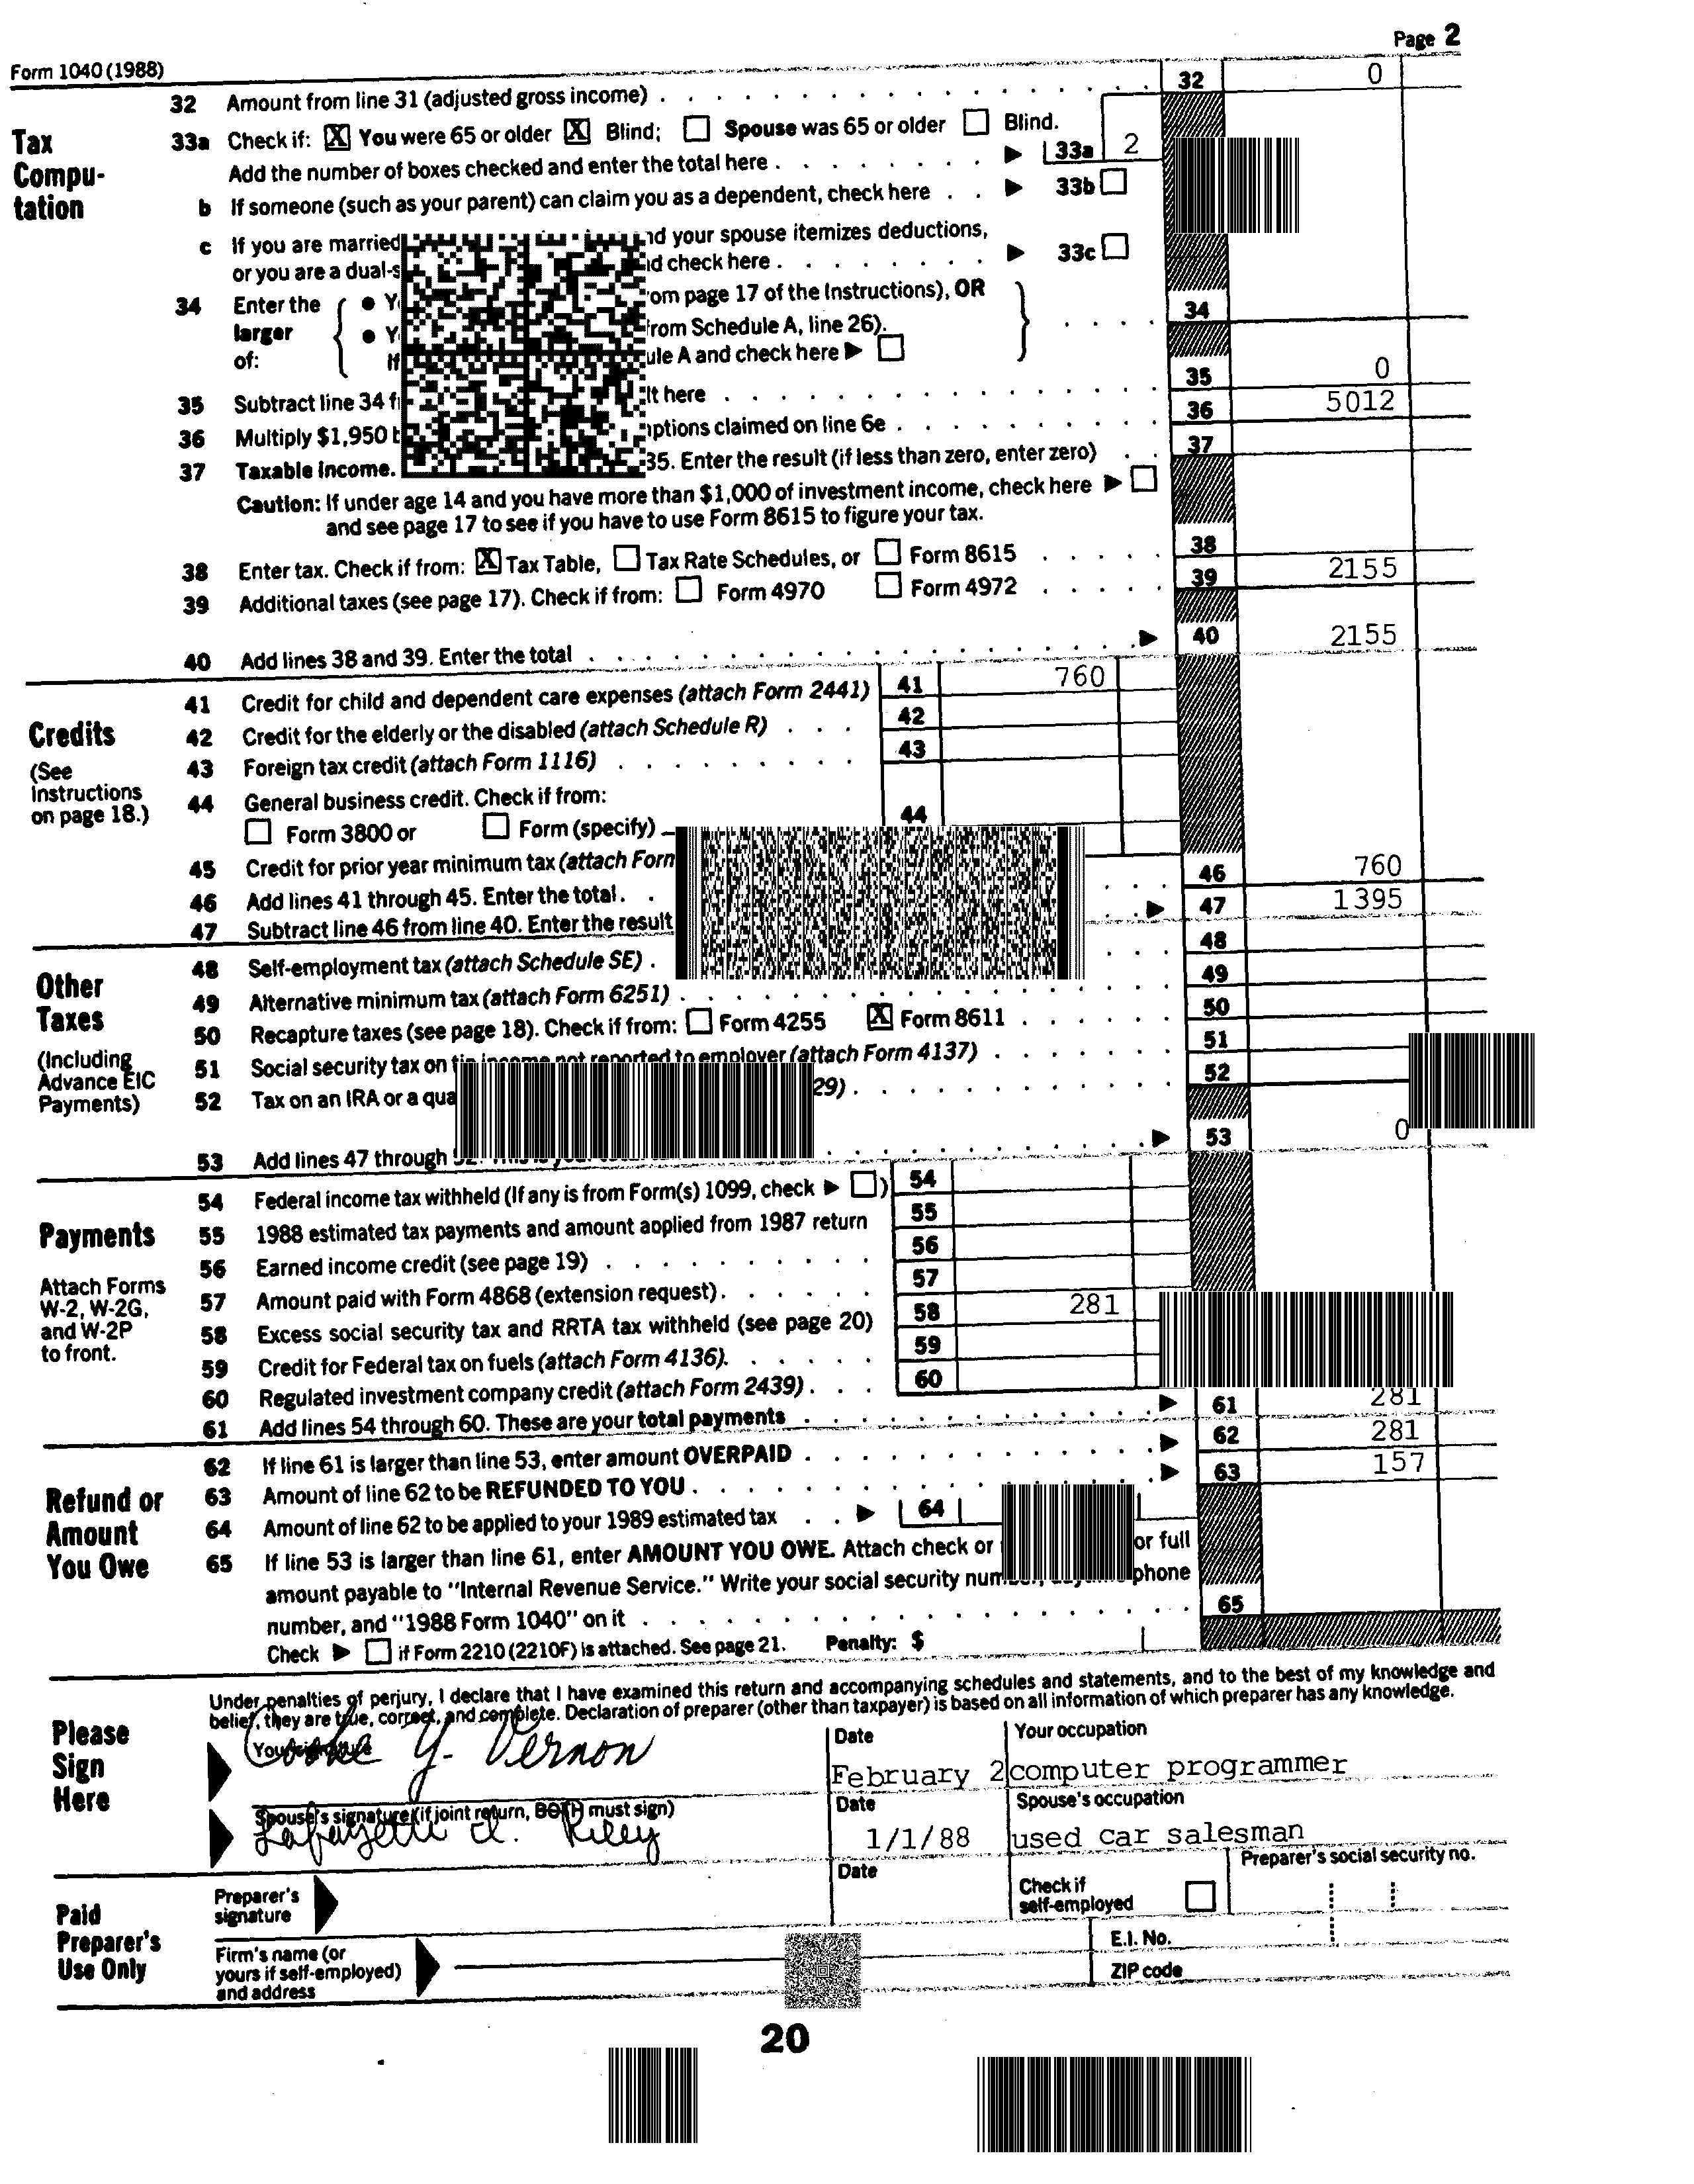 Form 1040 (1988)
Page 2
32 Amount from line 31 (adjusted gross income) 32 0
Tax Compu- tation
33a Check if: X You were 65 or older X Blind; Spouse was 65 or older Blind.
Add the number of boxes checked and enter the total here 33a 2
b If someone (such as your parent) can claim you as a dependent, check here 33b
c If you are married nd your spouse itemizes deductions,
or you are a dual-s d check here 33c
34 Enter the larger of: 34
om page 17 of the Instructions), OR
from Schedule A, line 26).
If ule A and check here
35 Subtract line 34 lt here 35 0
36 Multiply $1,950 ptions claimed on line 6e 36 5012
37 Taxable income. 35. Enter the result (if less than zero, enter zero) 37
Caution: If under age 14 and you have more than $1,000 of investment income, check here
and see page 17 to see if you have to use Form 8615 to figure your tax.
38 Enter tax. Check if from: X Tax Table, Tax Rate Schedules, or Form 8615 38
39 Additional taxes (see page 17). Check if from: Form 4970 Form 4972 39 2155
40 Add lines 38 and 39. Enter the total 40 2155
Credits
(See Instructions on page 18.)
41 Credit for child and dependent care expenses (attach Form 2441) 41 760
42 Credit for the elderly or the disabled (attach Schedule R) 42
43 Foreign tax credit (attach Form 1116) 43
44 General business credit. Check if from:
Form 3800 or Form (specify) 44
45 Credit for prior year minimum tax (attach Form
46 Add lines 41 through 45. Enter the total. 46 760
47 Subtract line 46 from line 40. Enter the result 47 1395
Other Taxes
(Including Advance EIC Payments)
48 Self-employment tax (attach Schedule SE) 48
49 Alternative minimum tax (attach Form 6251) 49
50 Recapture taxes (see page 18). Check if from: Form 4255 X Form 8611 50
51 Social security tax on tip income not reported to employer (attach Form 4137) 51
52 Tax on an IRA or a qua 29) 52
53 Add lines 47 through 53 0
Payments
Attach Forms W-2, W-2G, and W-2P to front.
54 Federal income tax withheld (If any is from Form(s) 1099, check ) 54
55 1988 estimated tax payments and amount applied from 1987 return 55
56 Earned income credit (see page 19) 56
57 Amount paid with Form 4868 (extension request) 57
58 Excess social security tax and RRTA tax withheld (see page 20) 58 281
59 Credit for Federal tax on fuels (attach Form 4136). 59
60 Regulated investment company credit (attach Form 2439) 60
61 Add lines 54 through 60. These are your total payments 61 281
Refund or Amount You Owe
62 If line 61 is larger than line 53, enter amount OVERPAID 62 281
63 Amount of line 62 to be REFUNDED TO YOU 63 157
64 Amount of line 62 to be applied to your 1989 estimated tax 64
65 If line 53 is larger than line 61, enter AMOUNT YOU OWE. Attach check or or full
amount payable to "Internal Revenue Service." Write your social security phone
number, and "1988 Form 1040" on it 65
Check if Form 2210 (2210F) is attached. See page 21. Penalty: $
Please Sign Here
Under penalties of perjury, I declare that I have examined this return and accompanying schedules and statements, and to the best of my knowledge and
belief, they are true, correct, and complete. Declaration of preparer (other than taxpayer) is based on all information of which preparer has any knowledge.
Your signature Date Your occupation
Y. Vernon February 2 computer programmer
Spouse's signature (if joint return, BOTH must sign) Date Spouse's occupation
Lafayette Riley 1/1/88 used car salesman
Paid Preparer's Use Only
Preparer's signature Date Check if self-employed Preparer's social security no.
Firm's name (or yours if self-employed) and address E.I. No.
ZIP code
20